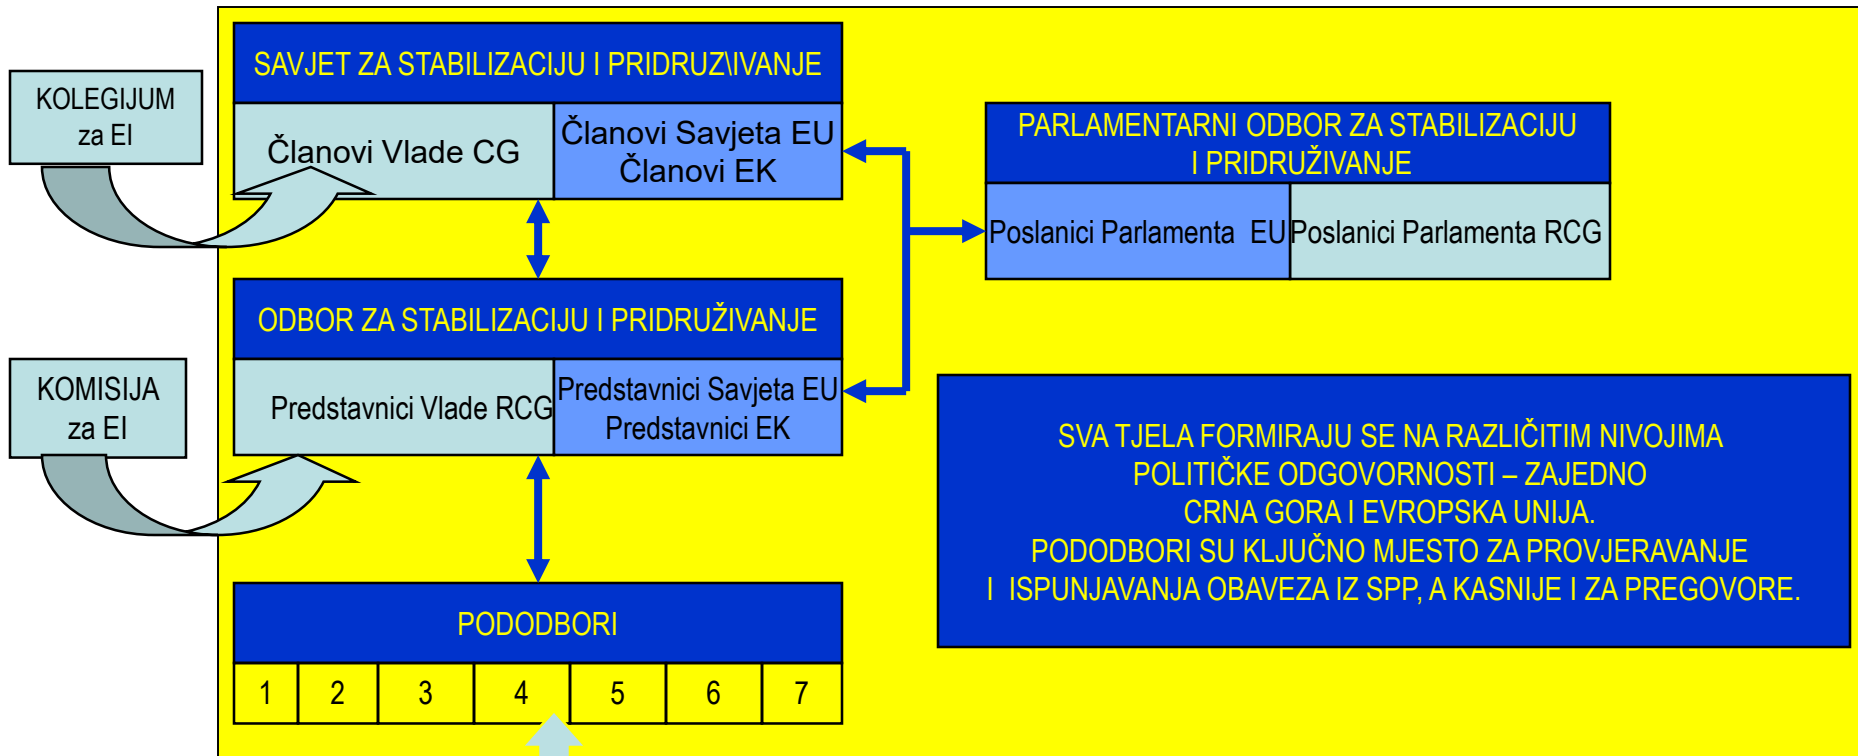 KOLEGIJUM
za EI
SAVJET ZA STABILIZACIJU I PRIDRUZ\IVANJE
Članovi Vlade CG
Članovi Savjeta EU
Članovi EK
PARLAMENTARNI ODBOR ZA STABILIZACIJU
I PRIDRUŽIVANJE
Poslanici Parlamenta EU
Poslanici Parlamenta RCG
KOMISIJA
za EI
ODBOR ZA STABILIZACIJU I PRIDRUŽIVANJE
Predstavnici Vlade RCG
Predstavnici Savjeta EU
Predstavnici EK
SVA TJELA FORMIRAJU SE NA RAZLIČITIM NIVOJIMA
POLITIČKE ODGOVORNOSTI – ZAJEDNO
CRNA GORA I EVROPSKA UNIJA.
PODODBORI SU KLJUČNO MJESTO ZA PROVJERAVANJE
I ISPUNJAVANJA OBAVEZA IZ SPP, A KASNIJE I ZA PREGOVORE.
PODODBORI
1 2 3 4 5 6 7